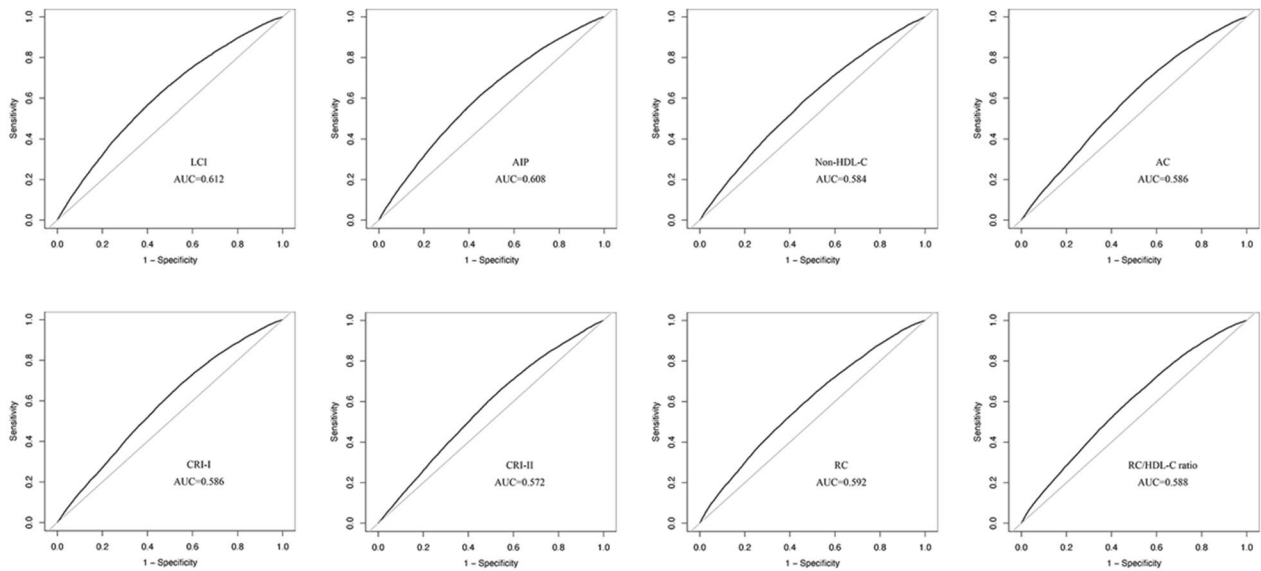 Sensitivity
0.0 0.2 0.4 0.6 0.8 1.0
LCI
AUC=0.612
0.0 0.2 0.4 0.6 0.8 1.0
1 − Specificity
Sensitivity
0.0 0.2 0.4 0.6 0.8 1.0
AIP
AUC=0.608
0.0 0.2 0.4 0.6 0.8 1.0
1 − Specificity
Sensitivity
0.0 0.2 0.4 0.6 0.8 1.0
Non-HDL-C
AUC=0.584
0.0 0.2 0.4 0.6 0.8 1.0
1 − Specificity
Sensitivity
0.0 0.2 0.4 0.6 0.8 1.0
AC
AUC=0.586
0.0 0.2 0.4 0.6 0.8 1.0
1 − Specificity
Sensitivity
0.0 0.2 0.4 0.6 0.8 1.0
CRI-I
AUC=0.586
0.0 0.2 0.4 0.6 0.8 1.0
1 − Specificity
Sensitivity
0.0 0.2 0.4 0.6 0.8 1.0
CRI-II
AUC=0.572
0.0 0.2 0.4 0.6 0.8 1.0
1 − Specificity
Sensitivity
0.0 0.2 0.4 0.6 0.8 1.0
RC
AUC=0.592
0.0 0.2 0.4 0.6 0.8 1.0
1 − Specificity
Sensitivity
0.0 0.2 0.4 0.6 0.8 1.0
RC/HDL-C ratio
AUC=0.588
0.0 0.2 0.4 0.6 0.8 1.0
1 − Specificity